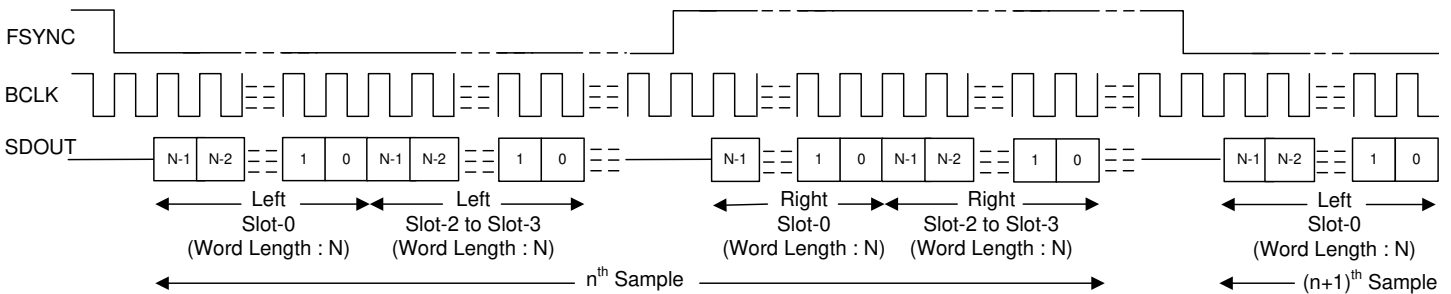 FSYNC
BCLK
SDOUT
N-1 N-2 1 0 N-1 N-2 1 0 N-1 1 0 N-1 N-2 1 0 N-1 N-2 1 0
Left Left Right Right Left
Slot-0 Slot-2 to Slot-3 Slot-0 Slot-2 to Slot-3 Slot-0
(Word Length : N) (Word Length : N) (Word Length : N) (Word Length : N) (Word Length : N)
nth Sample (n+1)th Sample